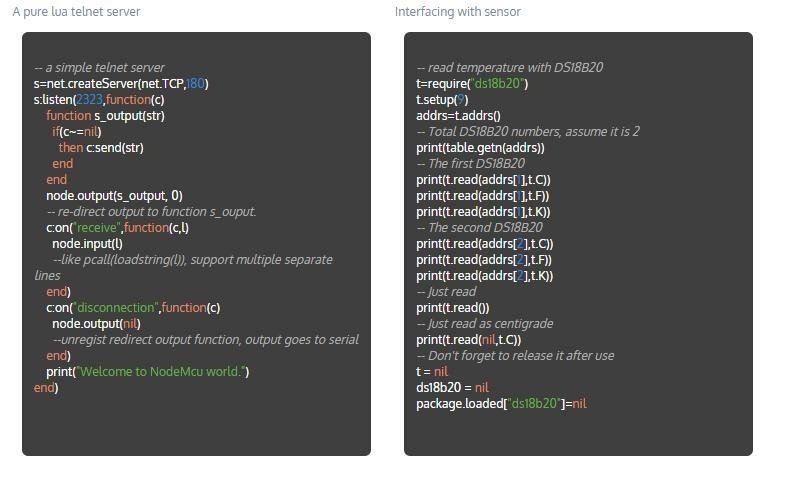 A pure lua telnet server
-- a simple telnet server
s=net.createServer(net.TCP,180)
s:listen(2323,function(c)
function s_output(str)
if(c~=nil)
then c:send(str)
end
end
node.output(s_output, 0)
-- re-direct output to function s_ouput.
c:on("receive",function(c,l)
node.input(l)
--like pcall(loadstring(l)), support multiple separate
lines
end)
c:on("disconnection",function(c)
node.output(nil)
--unregist redirect output function, output goes to serial
end)
print("Welcome to NodeMcu world.")
end)
Interfacing with sensor
-- read temperature with DS18B20
t=require("ds18b20")
t.setup(9)
addrs=t.addrs()
-- Total DS18B20 numbers, assume it is 2
print(table.getn(addrs))
-- The first DS18B20
print(t.read(addrs[1],t.C))
print(t.read(addrs[1],t.F))
print(t.read(addrs[1],t.K))
-- The second DS18B20
print(t.read(addrs[2],t.C))
print(t.read(addrs[2],t.F))
print(t.read(addrs[2],t.K))
-- Just read
print(t.read())
-- Just read as centigrade
print(t.read(nil,t.C))
-- Don't forget to release it after use
t = nil
ds18b20 = nil
package.loaded["ds18b20"]=nil